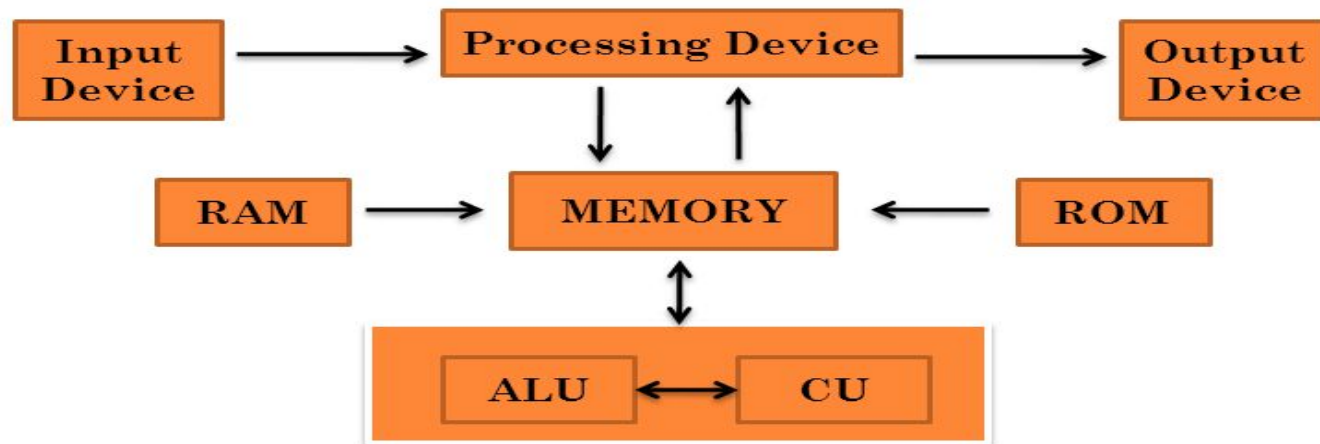 Input
Device
Processing Device
Output
Device
RAM
MEMORY
ROM
ALU
CU